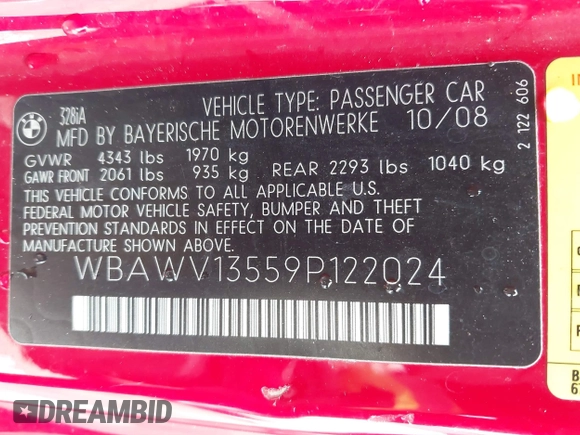 BMW
328iA VEHICLE TYPE: PASSENGER CAR
MFD BY BAYERISCHE MOTORENWERKE 10/08
GVWR 4343 lbs 1970 kg
GAWR FRONT 2061 lbs 935 kg REAR 2293 lbs 1040 kg
THIS VEHICLE CONFORMS TO ALL APPLICABLE U.S.
FEDERAL MOTOR VEHICLE SAFETY, BUMPER AND THEFT
PREVENTION STANDARDS IN EFFECT ON THE DATE OF
MANUFACTURE SHOWN ABOVE.
WBAWV13559P122024
2 122 606
DREAMBID